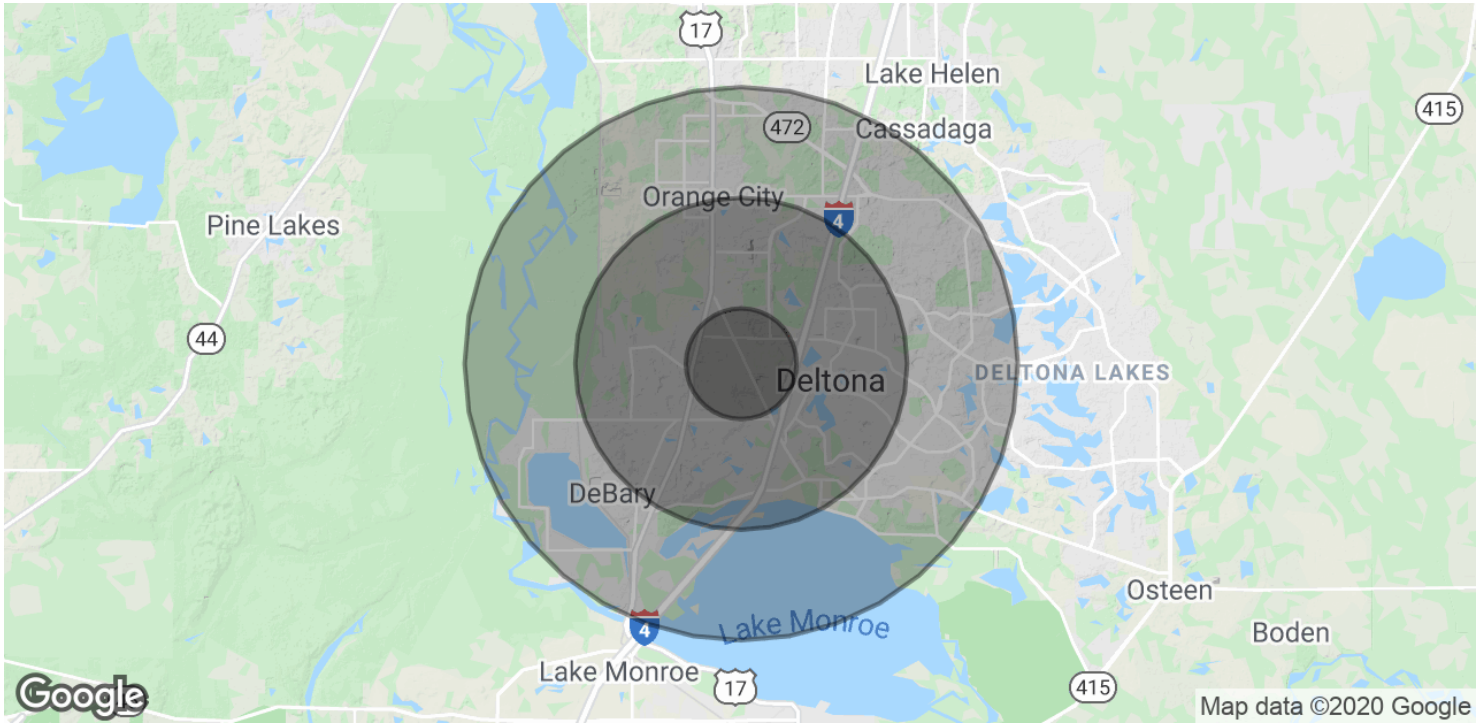 17
Lake Helen
415
472
Cassadaga
Orange City
4
Pine Lakes
44
DELTONA LAKES
Deltona
DeBary
Osteen
4
Lake Monroe
Boden
Lake Monroe
17
415
Google
Map data ©2020 Google